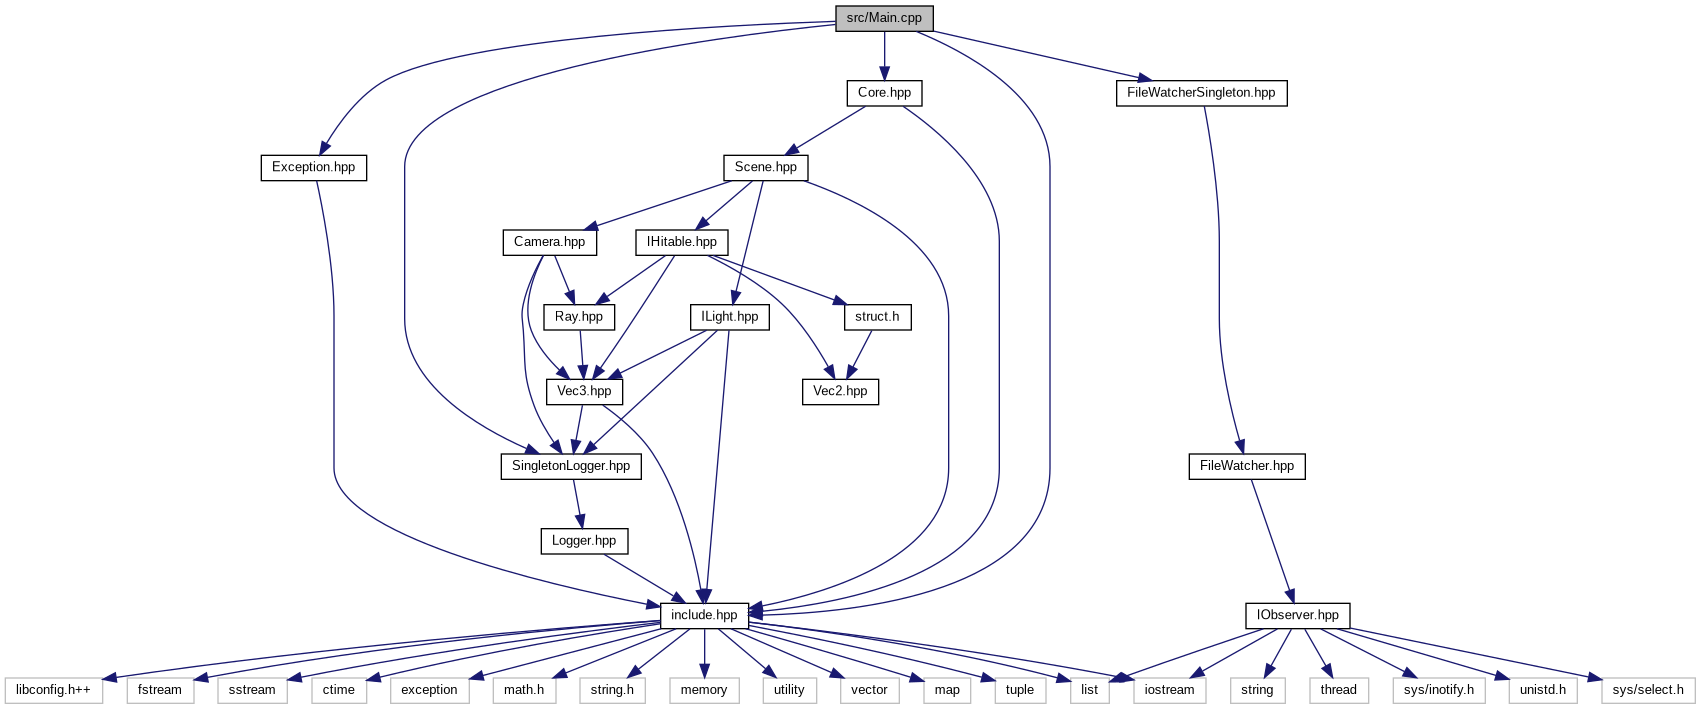 src/Main.cpp
Core.hpp
FileWatcherSingleton.hpp
Exception.hpp
Scene.hpp
Camera.hpp
IHitable.hpp
Ray.hpp
ILight.hpp
struct.h
Vec3.hpp
Vec2.hpp
SingletonLogger.hpp
FileWatcher.hpp
Logger.hpp
include.hpp
IObserver.hpp
libconfig.h++
fstream
sstream
ctime
exception
math.h
string.h
memory
utility
vector
map
tuple
list
iostream
string
thread
sys/inotify.h
unistd.h
sys/select.h